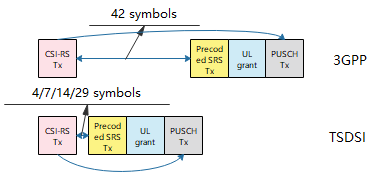 42 symbols
CSI-RS
Tx
Precod
ed SRS
Tx
UL
grant
PUSCH
Tx
3GPP
4/7/14/29 symbols
CSI-RS
Tx
Precod
ed SRS
Tx
UL
grant
PUSCH
Tx
TSDSI